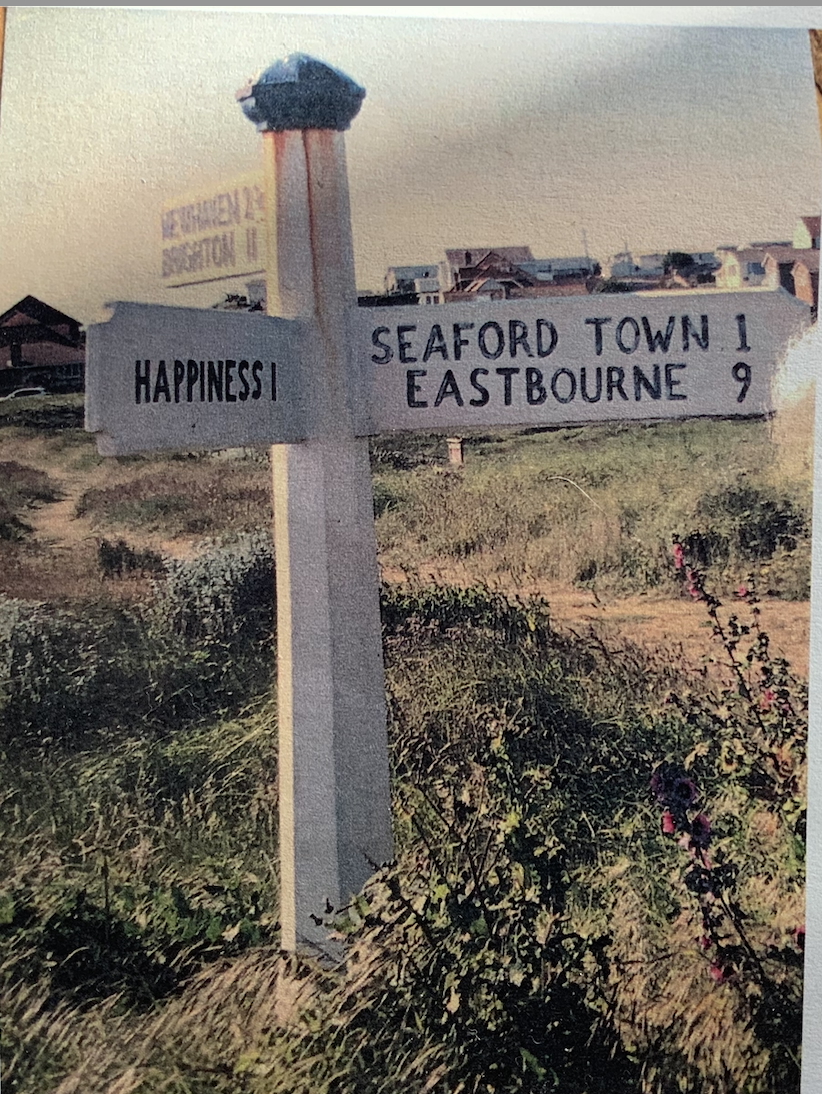 NEWHAVEN 2½
BRIGHTON 11
HAPPINESS 1
SEAFORD TOWN 1
EASTBOURNE 9